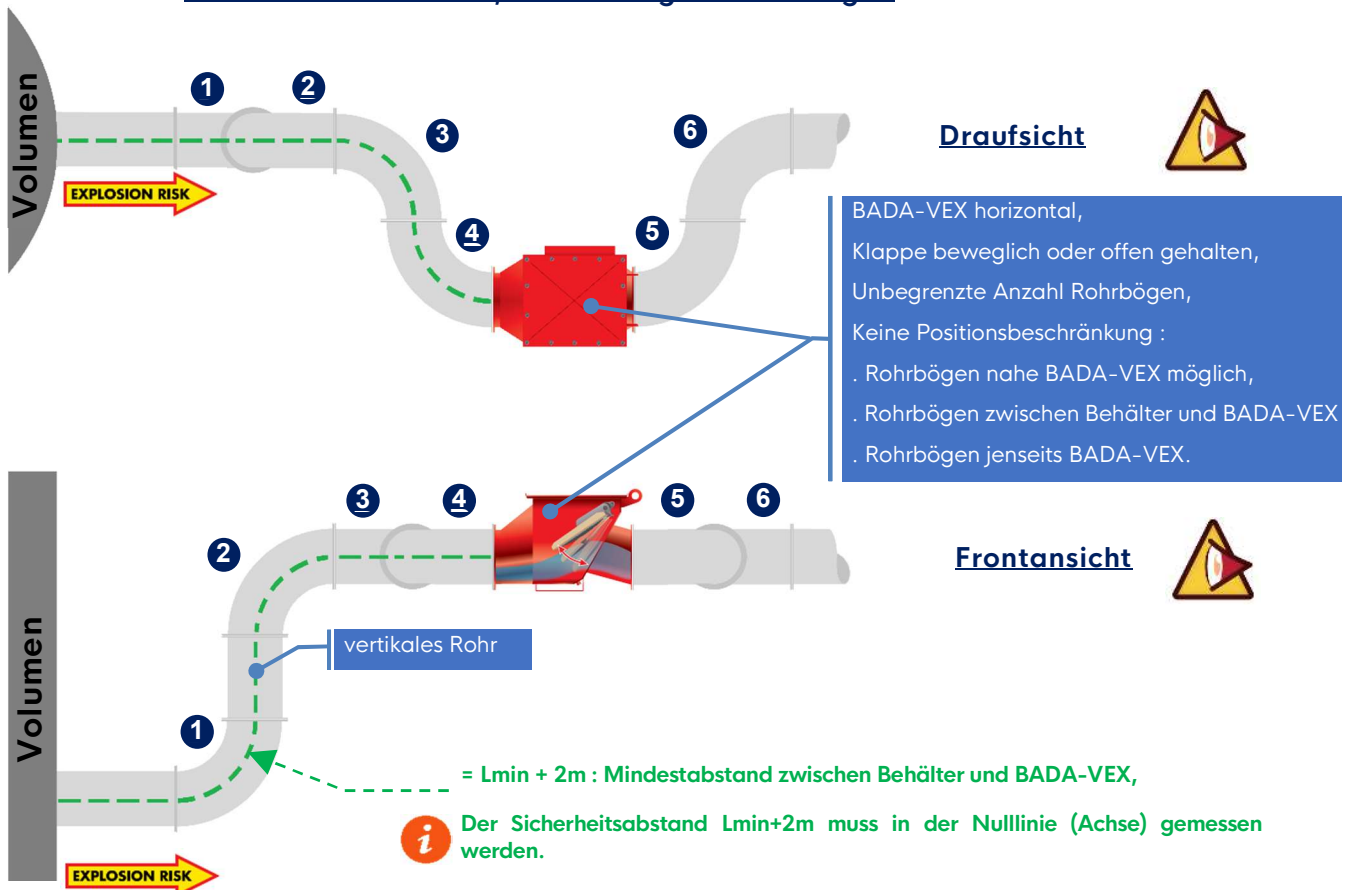 Volumen
1
2
3
4
5
6
EXPLOSION RISK
Draufsicht
BADA-VEX horizontal,
Klappe beweglich oder offen gehalten,
Unbegrenzte Anzahl Rohrbögen,
Keine Positionsbeschränkung :
. Rohrbögen nahe BADA-VEX möglich,
. Rohrbögen zwischen Behälter und BADA-VEX
. Rohrbögen jenseits BADA-VEX.
Volumen
1
2
3
4
5
6
Frontansicht
vertikales Rohr
= Lmin + 2m : Mindestabstand zwischen Behälter und BADA-VEX,
i
Der Sicherheitsabstand Lmin+2m muss in der Nulllinie (Achse) gemessen
werden.
EXPLOSION RISK